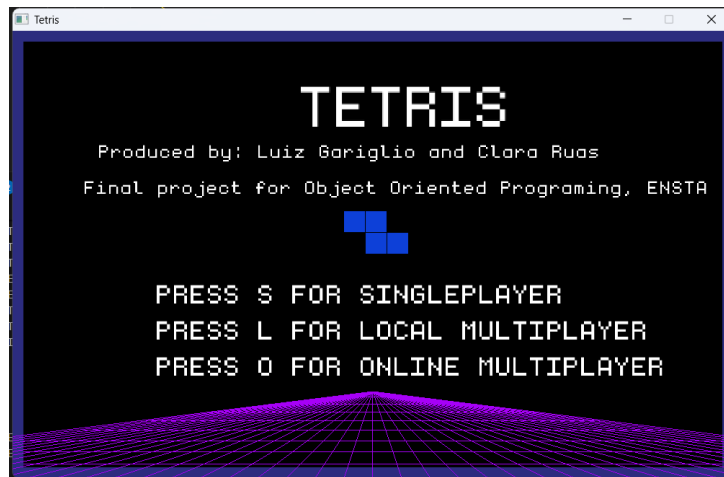 Tetris
TETRIS
Produced by: Luiz Gariglio and Clara Ruas
Final project for Object Oriented Programing, ENSTA
PRESS S FOR SINGLEPLAYER
PRESS L FOR LOCAL MULTIPLAYER
PRESS O FOR ONLINE MULTIPLAYER